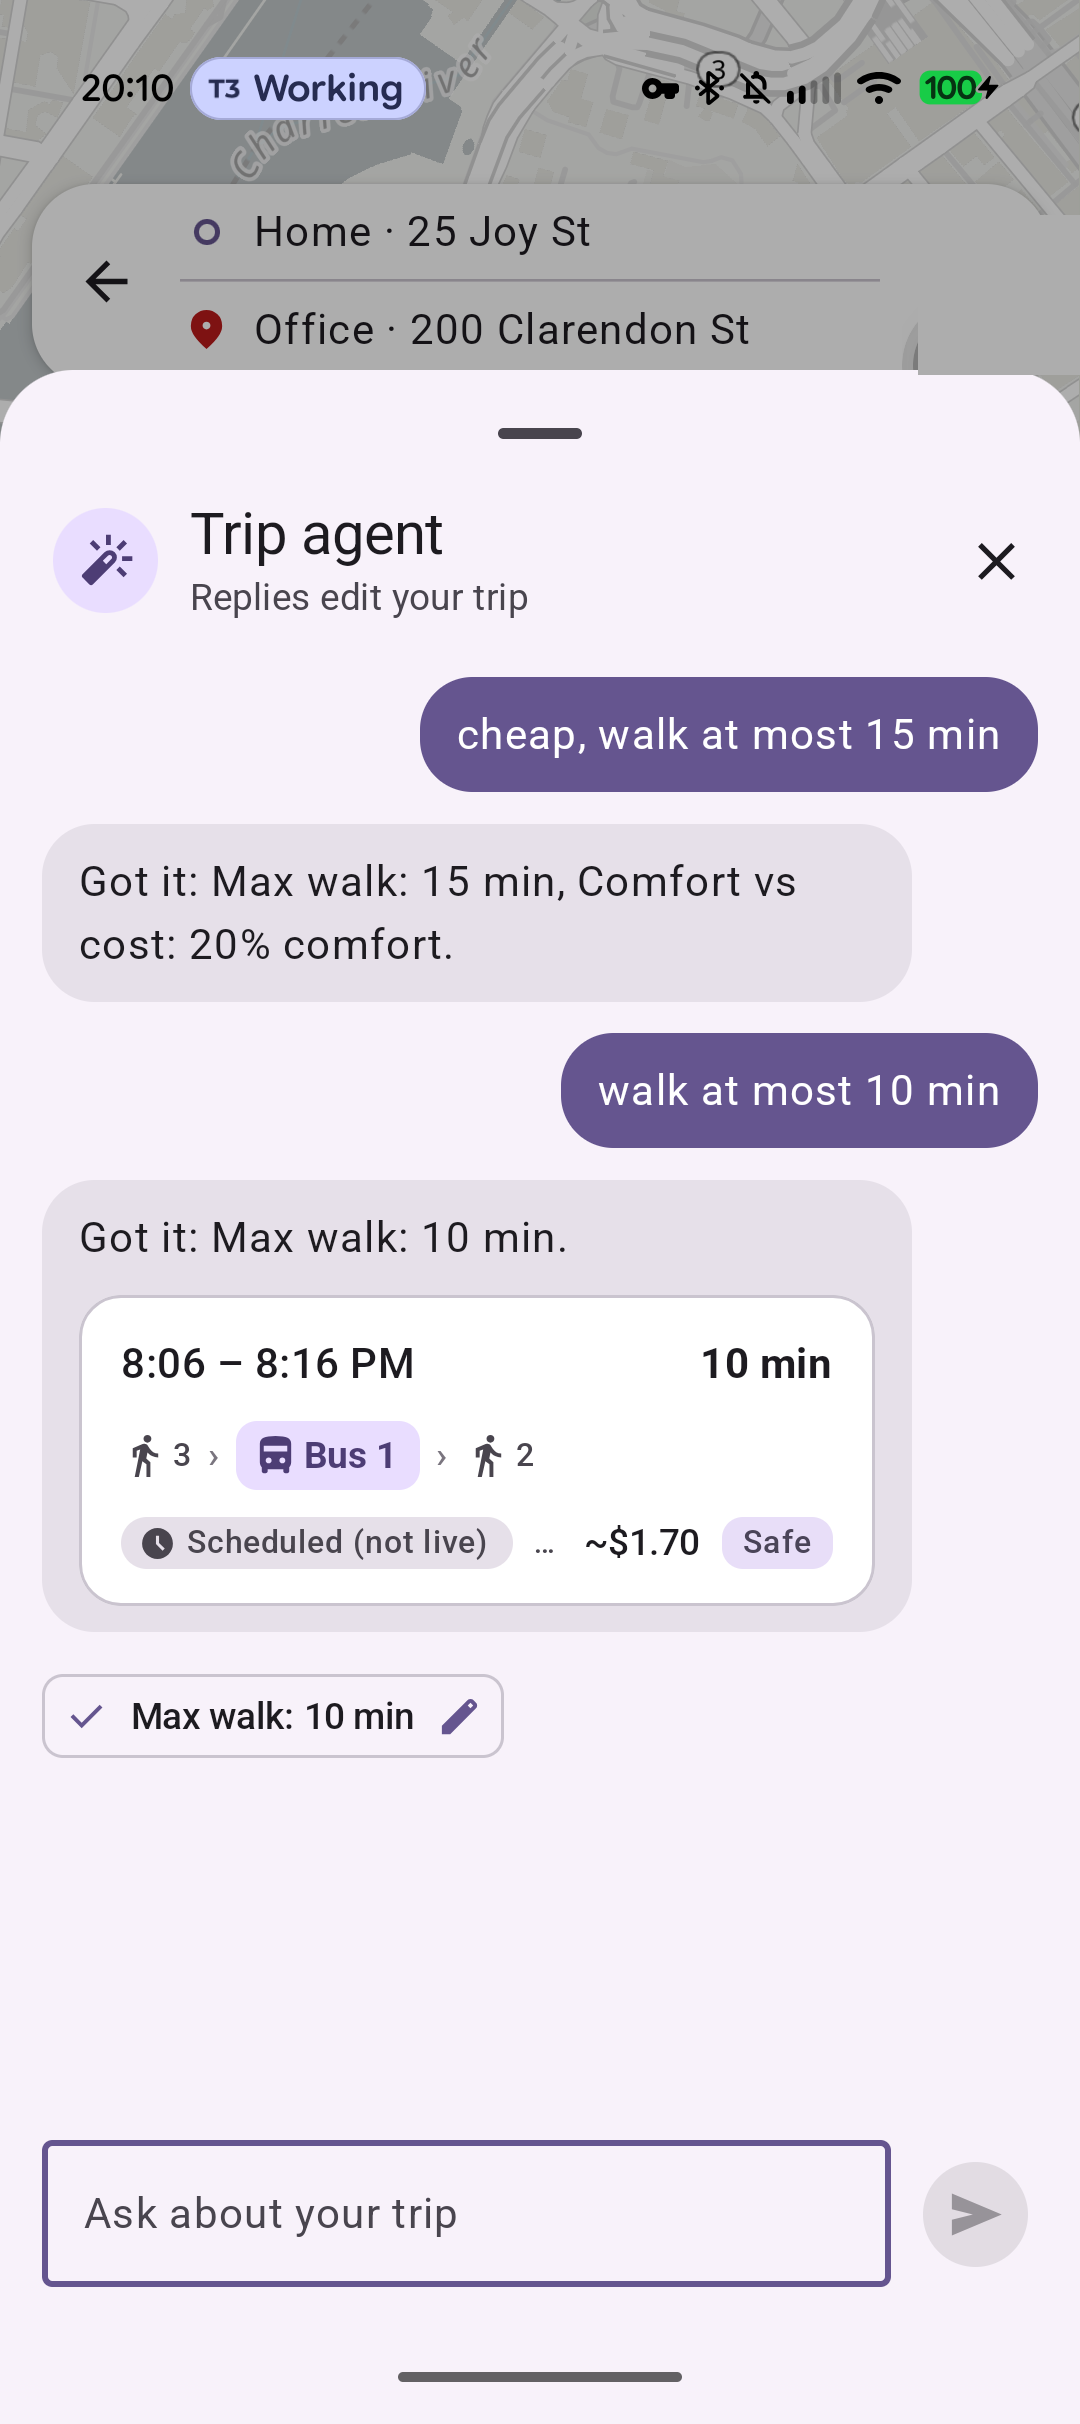 20:10
T3 Working
100
3
Home · 25 Joy St
Office · 200 Clarendon St
Trip agent
Replies edit your trip
cheap, walk at most 15 min
Got it: Max walk: 15 min, Comfort vs
cost: 20% comfort.
walk at most 10 min
Got it: Max walk: 10 min.
8:06 – 8:16 PM 10 min
3 › Bus 1 › 2
Scheduled (not live) … ~$1.70 Safe
Max walk: 10 min
Ask about your trip